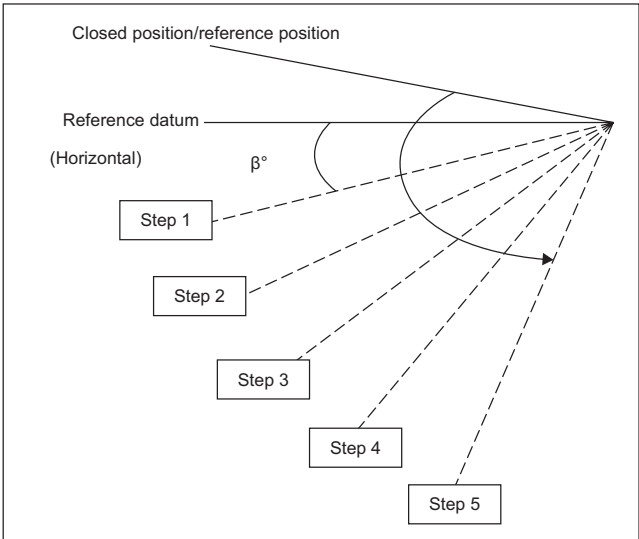 Closed position/reference position
Reference datum
(Horizontal)
β°
Step 1
Step 2
Step 3
Step 4
Step 5